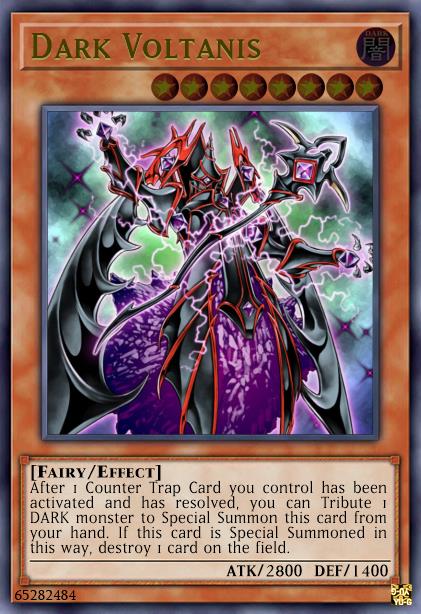 DARK VOLTANIS
DARK
闇
[FAIRY/EFFECT]
After 1 Counter Trap Card you control has been
activated and has resolved, you can Tribute 1
DARK monster to Special Summon this card from
your hand. If this card is Special Summoned in
this way, destroy 1 card on the field.
ATK/2800 DEF/1400
65282484